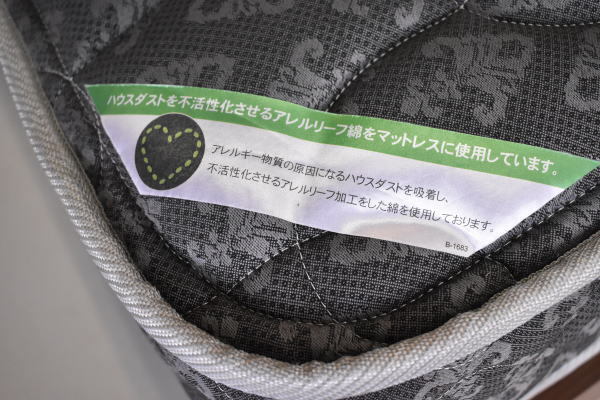 ハウスダストを不活性化させるアレルリーフ綿をマットレスに使用しています。
アレルギー物質の原因になるハウスダストを吸着し、
不活性化させるアレルリーフ加工をした綿を使用しております。
B-1683